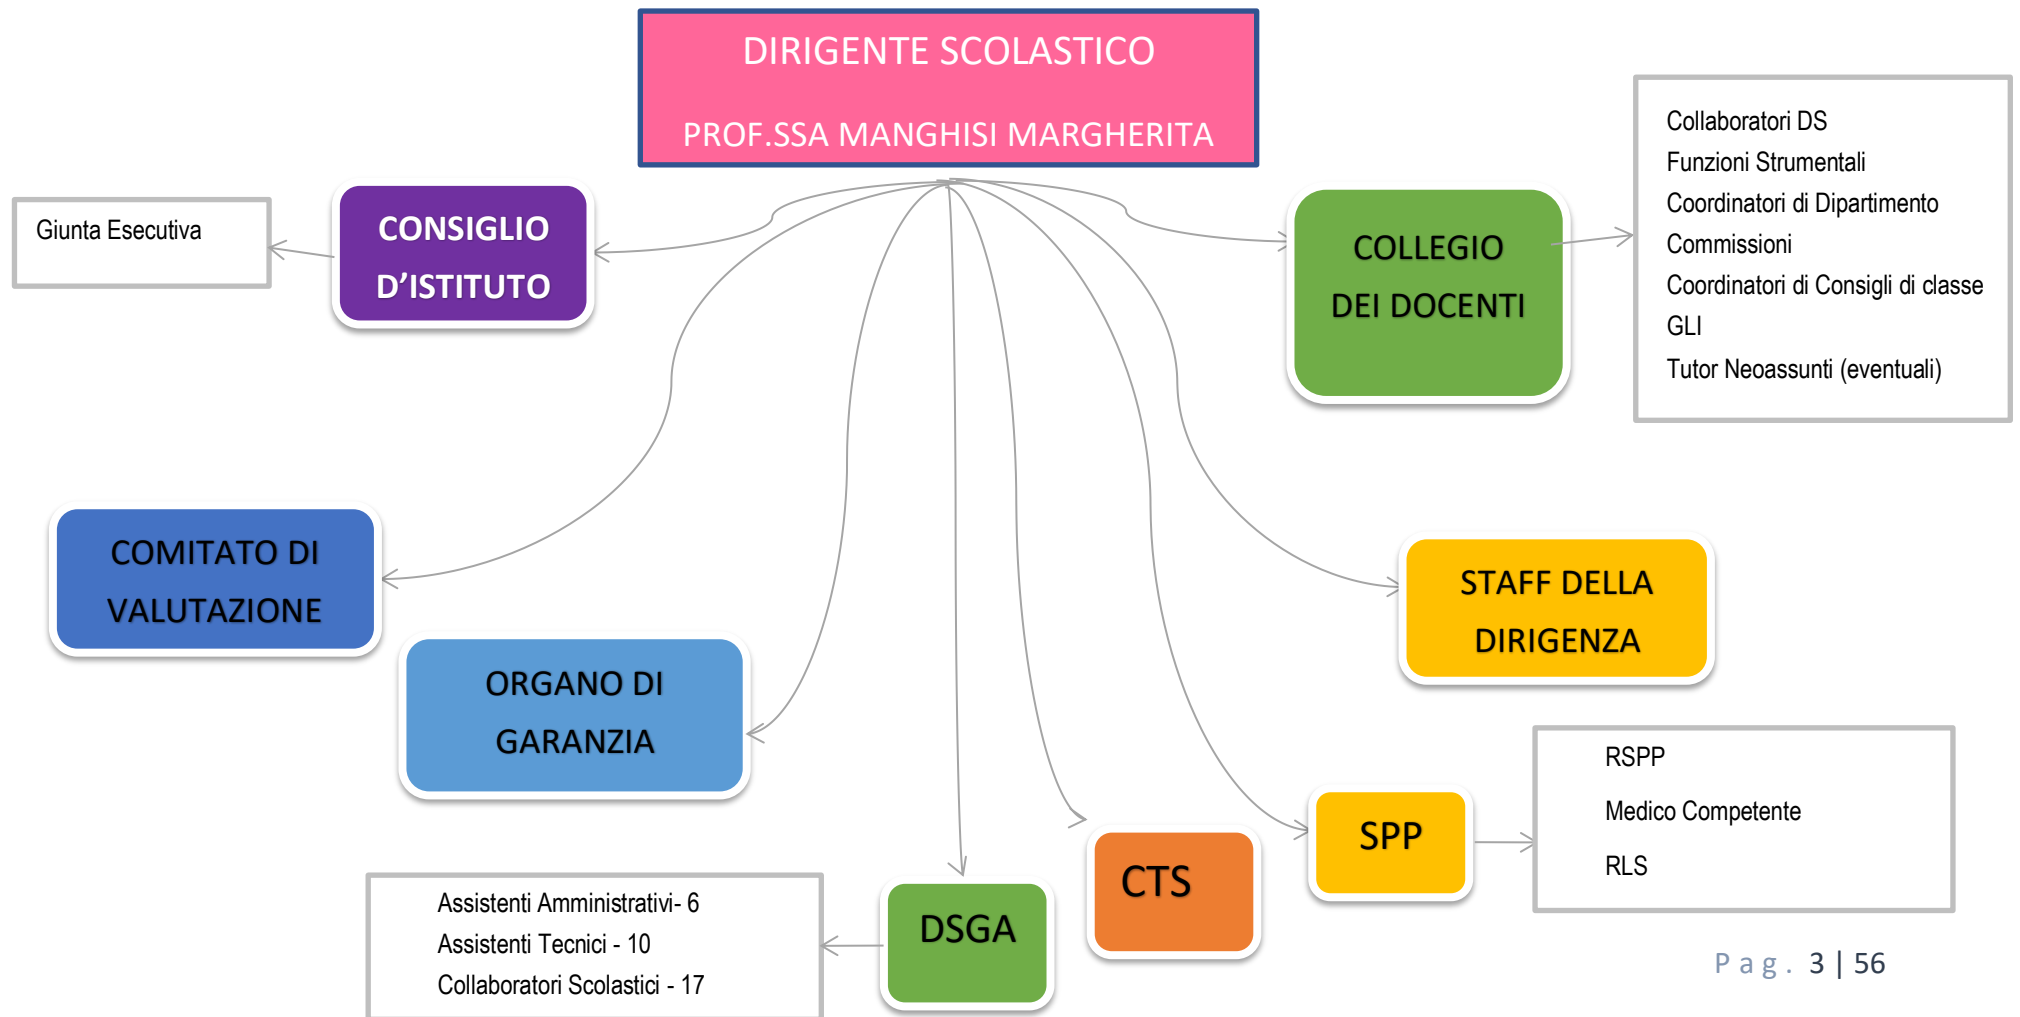 DIRIGENTE SCOLASTICO
PROF.SSA MANGHISI MARGHERITA
Giunta Esecutiva
CONSIGLIO
D’ISTITUTO
COLLEGIO
DEI DOCENTI
Collaboratori DS
Funzioni Strumentali
Coordinatori di Dipartimento
Commissioni
Coordinatori di Consigli di classe
GLI
Tutor Neoassunti (eventuali)
COMITATO DI
VALUTAZIONE
ORGANO DI
GARANZIA
STAFF DELLA
DIRIGENZA
Assistenti Amministrativi- 6
Assistenti Tecnici - 10
Collaboratori Scolastici - 17
DSGA
CTS
SPP
RSPP
Medico Competente
RLS
Pag. 3 | 56